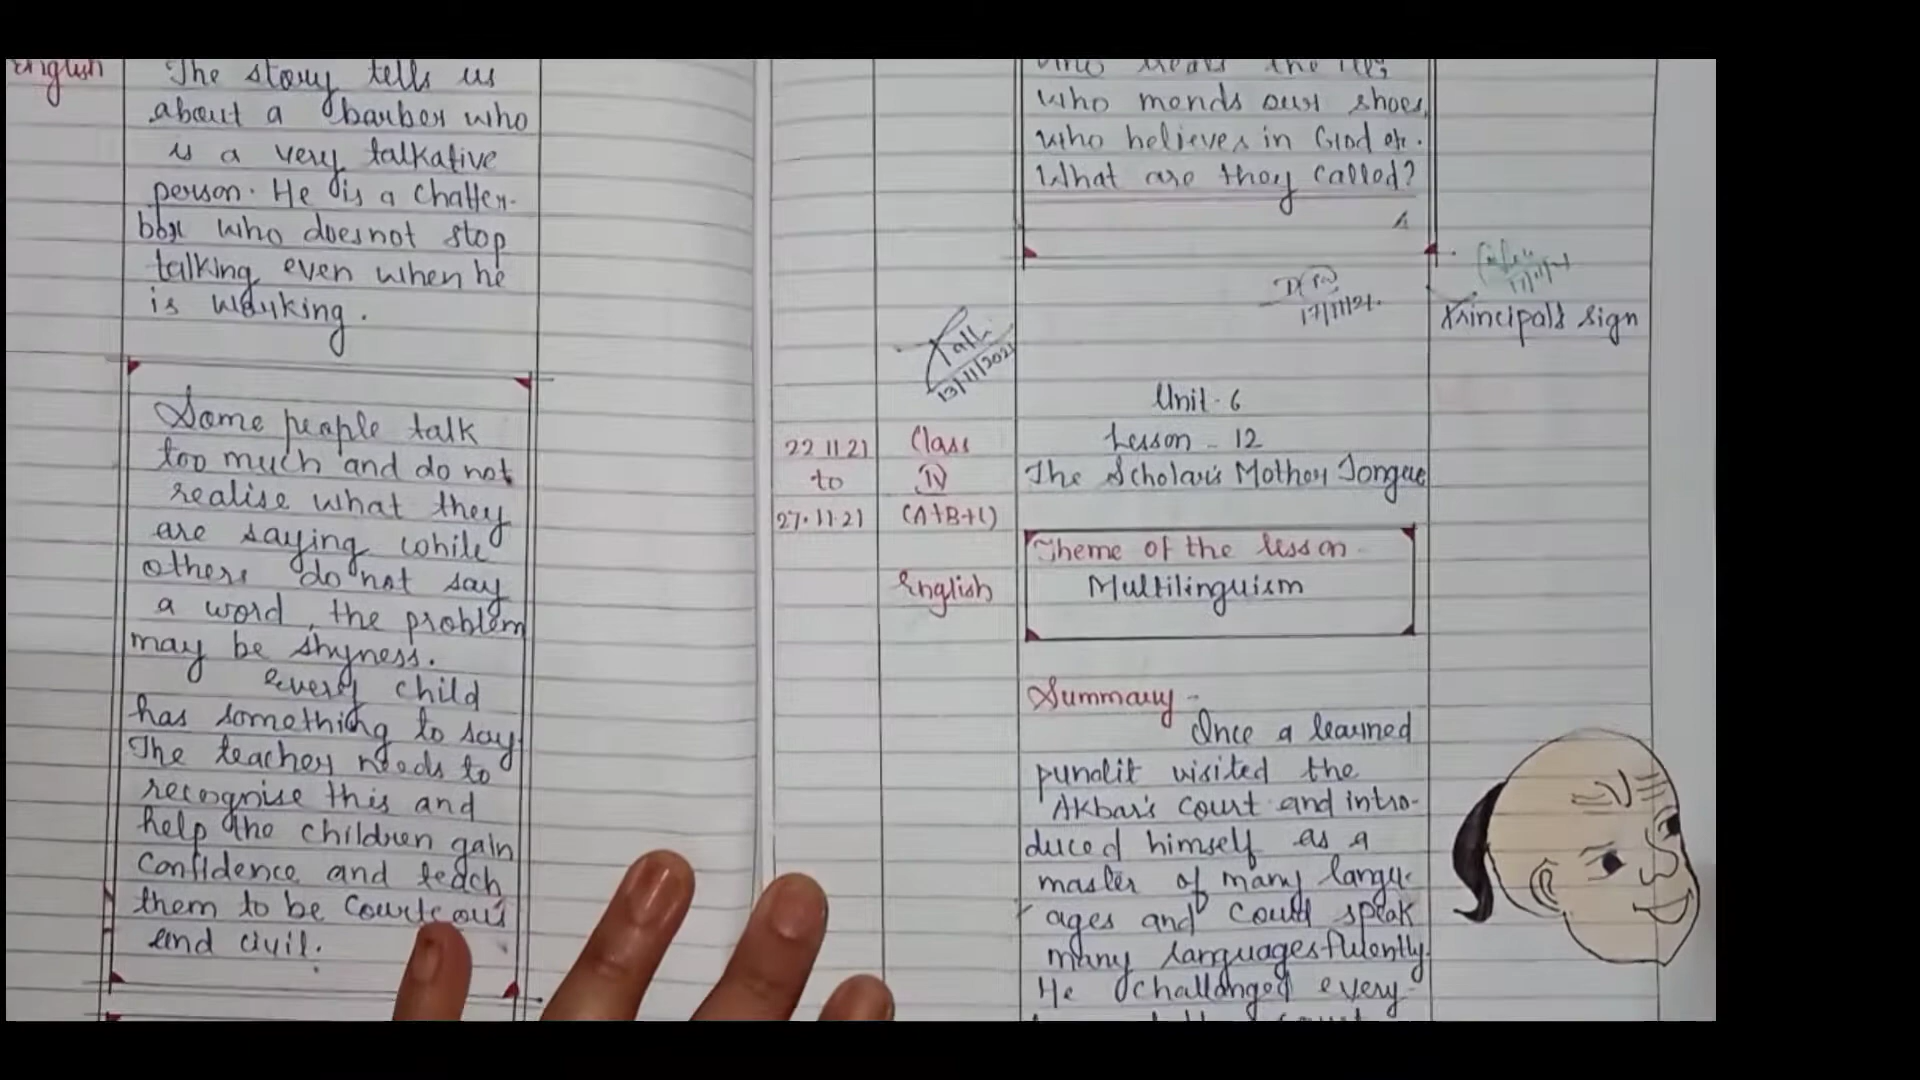 English
The story tells us
about a barber who
is a very talkative
person. He is a chatter-
box who does not stop
talking even when he
is working.
Some people talk
too much and do not
realise what they
are saying while
others do not say
a word, the problem
may be shyness.
every child
has something to say.
The teacher needs to
recognise this and
help the children gain
confidence and teach
them to be courteous
and civil.
who mends our shoes,
who believes in God etc.
What are they called?
17/11/21.
Principal's sign
13/11/2021
Unit - 6
22 11 21 Class Lesson - 12
to IV The Scholar's Mother Tongue
27.11.21 (A+B+C)
Theme of the lesson -
English Multilinguism
Summary -
Once a learned
pundit visited the
Akbar's court and intro-
duced himself as a
master of many langu-
ages and could speak
many languages fluently.
He challenged every-